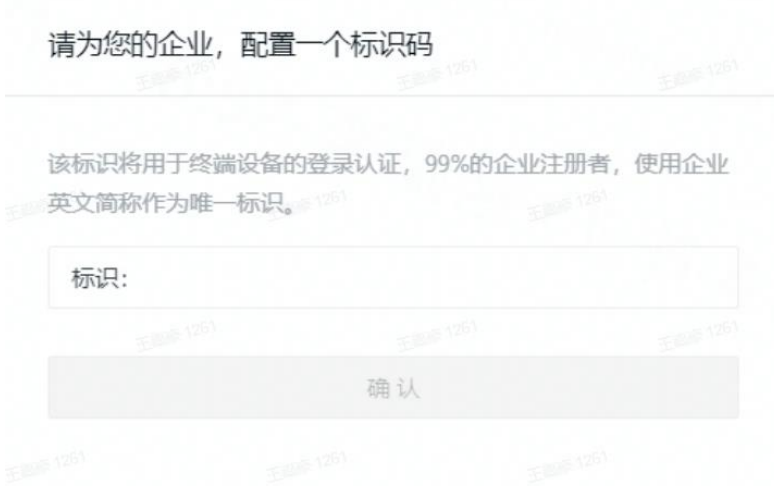 请为您的企业，配置一个标识码
该标识将用于终端设备的登录认证，99%的企业注册者，使用企业
英文简称作为唯一标识。
标识：
确认